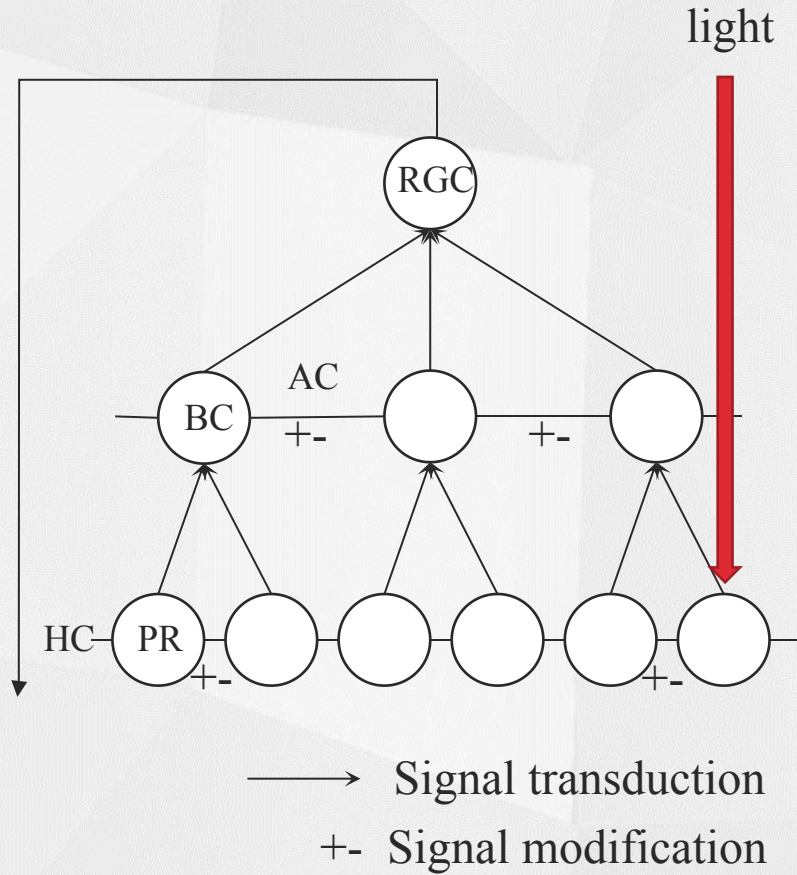 light
RGC
AC
BC
+-
+-
HC
PR
+-
+-
Signal transduction
+- Signal modification